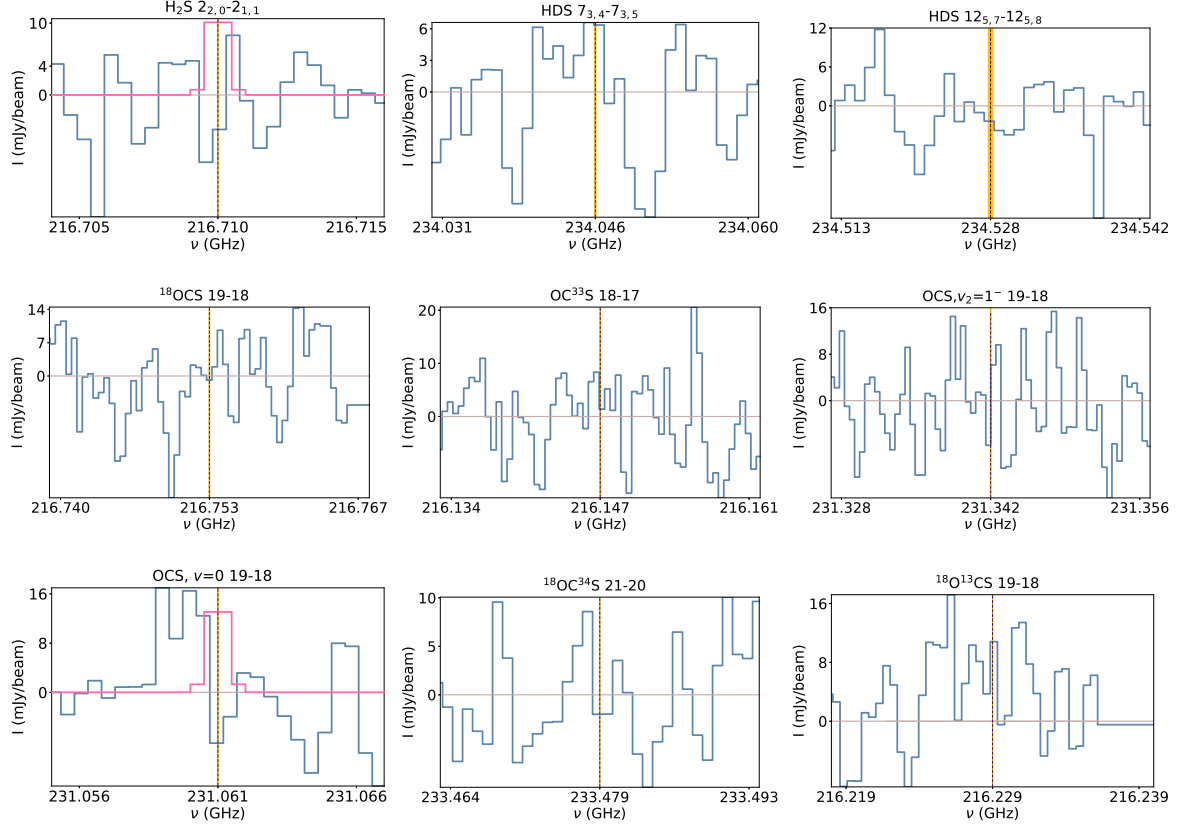 H₂S 2₂,₀-2₁,₁
10
4
0
I (mJy/beam)
216.705 216.710 216.715
ν (GHz)
HDS 7₃,₄-7₃,₅
6
3
0
I (mJy/beam)
234.031 234.046 234.060
ν (GHz)
HDS 12₅,₇-12₅,₈
12
6
0
I (mJy/beam)
234.513 234.528 234.542
ν (GHz)
¹⁸OCS 19-18
14
7
0
I (mJy/beam)
216.740 216.753 216.767
ν (GHz)
OC³³S 18-17
20
10
0
I (mJy/beam)
216.134 216.147 216.161
ν (GHz)
OCS,v₂=1⁻ 19-18
16
8
0
I (mJy/beam)
231.328 231.342 231.356
ν (GHz)
OCS, v=0 19-18
16
8
0
I (mJy/beam)
231.056 231.061 231.066
ν (GHz)
¹⁸OC³⁴S 21-20
10
5
0
I (mJy/beam)
233.464 233.479 233.493
ν (GHz)
¹⁸O¹³CS 19-18
16
8
0
I (mJy/beam)
216.219 216.229 216.239
ν (GHz)